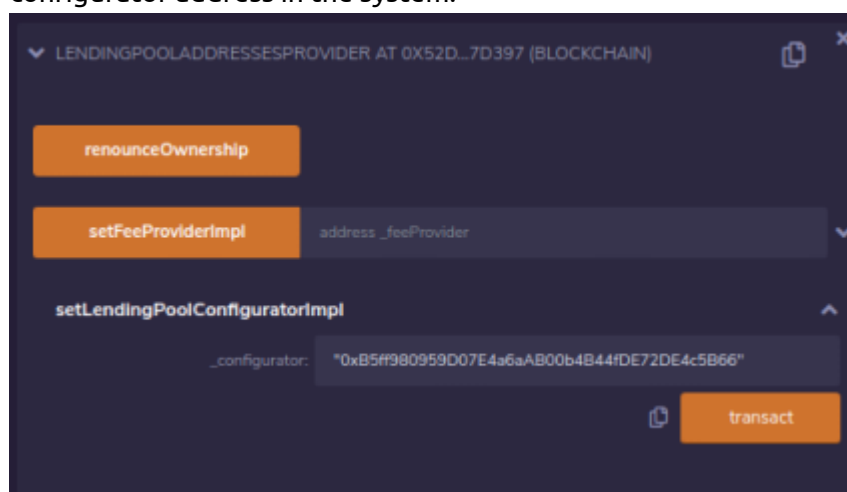 configurator address in the system.
LENDINGPOOLADDRESSESPROVIDER AT 0X52D...7D397 (BLOCKCHAIN)
renounceOwnership
setFeeProviderImpl
address _feeProvider
setLendingPoolConfiguratorImpl
_configurator:
"0xB5ff980959D07E4a6aAB00b4B44fDE72DE4c5B66"
transact